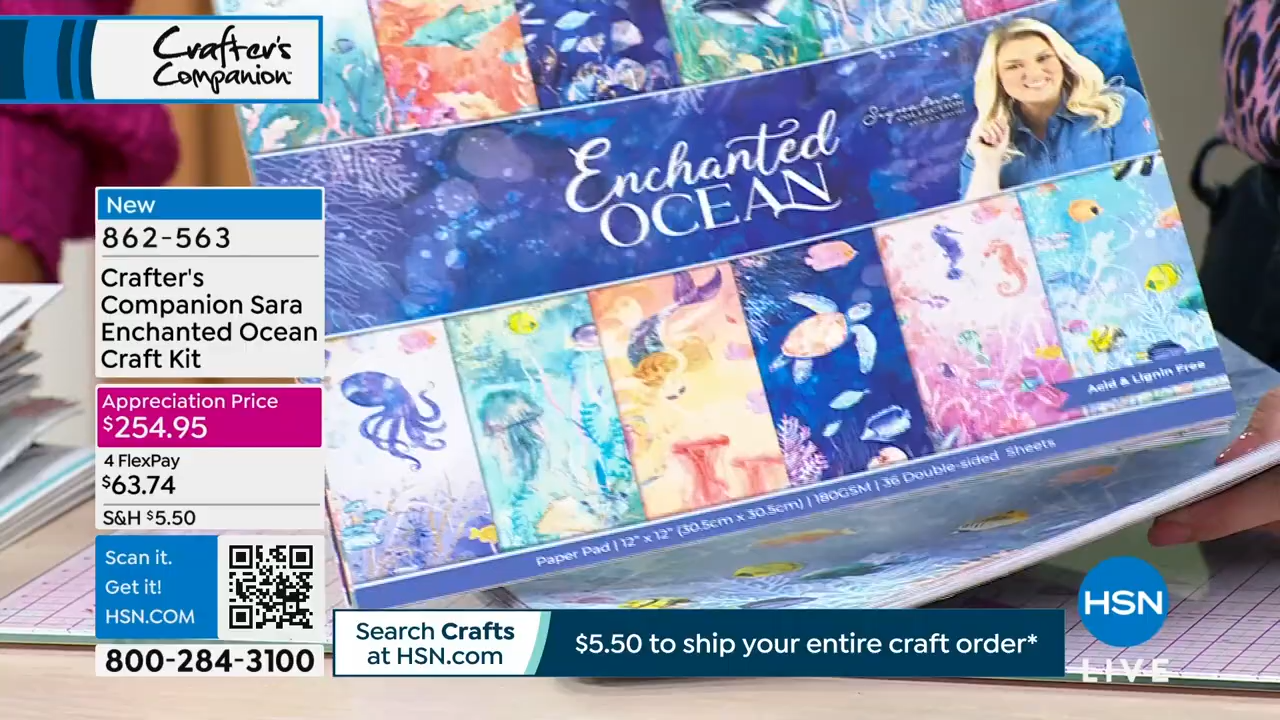 Crafter's
Companion
New
862-563
Crafter's
Companion Sara
Enchanted Ocean
Craft Kit
Appreciation Price
$254.95
4 FlexPay
$63.74
S&H $5.50
Scan it.
Get it!
HSN.COM
800-284-3100
Signature
COLLECTION
Enchanted
OCEAN
Acid & Lignin Free
Paper Pad | 12" x 12" (30.5cm x 30.5cm) | 180GSM | 36 Double-sided Sheets
Search Crafts
at HSN.com
$5.50 to ship your entire craft order*
HSN
LIVE